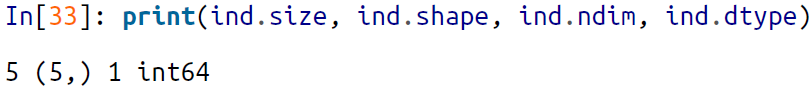 In[33]: print(ind.size, ind.shape, ind.ndim, ind.dtype)
5 (5,) 1 int64